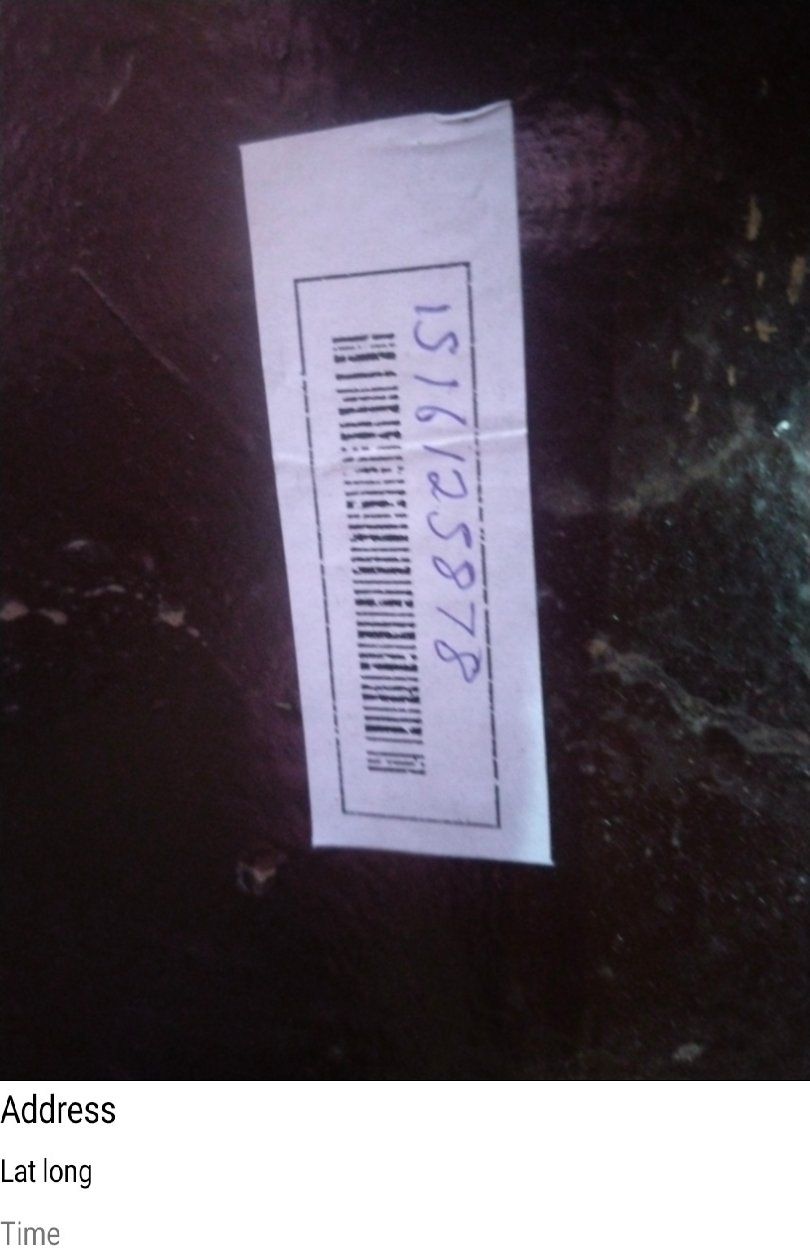 1516125878
Address
Lat long
Time